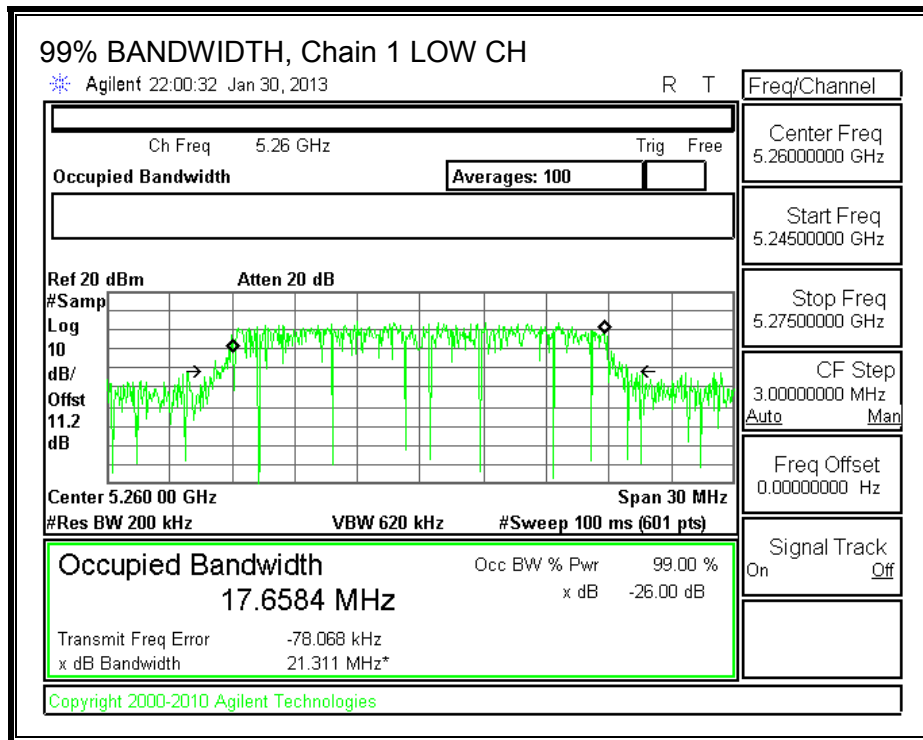 99% BANDWIDTH, Chain 1 LOW CH
Agilent 22:00:32 Jan 30, 2013 R T
Freq/Channel
Ch Freq 5.26 GHz Trig Free
Occupied Bandwidth Averages: 100
Center Freq
5.26000000 GHz
Start Freq
5.24500000 GHz
Stop Freq
5.27500000 GHz
CF Step
3.00000000 MHz
Auto Man
Freq Offset
0.00000000 Hz
Signal Track
On Off
Ref 20 dBm Atten 20 dB
#Samp
Log
10
dB/
Offst
11.2
dB
Center 5.260 00 GHz Span 30 MHz
#Res BW 200 kHz VBW 620 kHz #Sweep 100 ms (601 pts)
Occupied Bandwidth Occ BW % Pwr 99.00 %
17.6584 MHz x dB -26.00 dB
Transmit Freq Error -78.068 kHz
x dB Bandwidth 21.311 MHz*
Copyright 2000-2010 Agilent Technologies